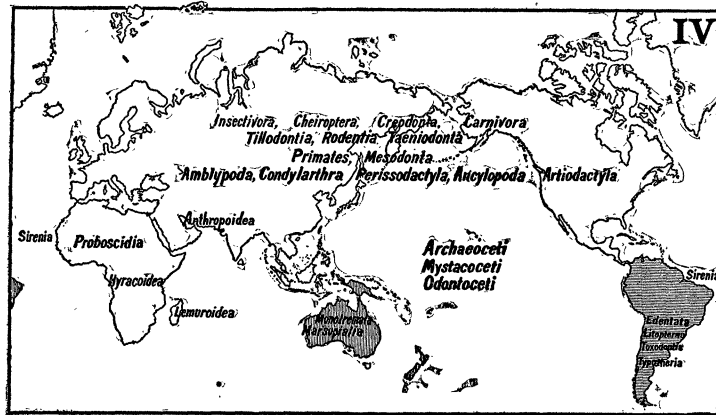 IV
Insectivora, Cheiroptera, Creodonta, Carnivora
Tillodontia, Rodentia, Taeniodonta
Primates, Mesodonta
Amblypoda, Condylarthra, Perissodactyla, Ancylopoda, Artiodactyla
Anthropoidea
Sirenia
Proboscidia
Hyracoidea
Lemuroidea
Archaeoceti
Mystacoceti
Odontoceti
Monotremata
Marsupialia
Sirenia
Edentata
Litopterna
Toxodontia
Typotheria